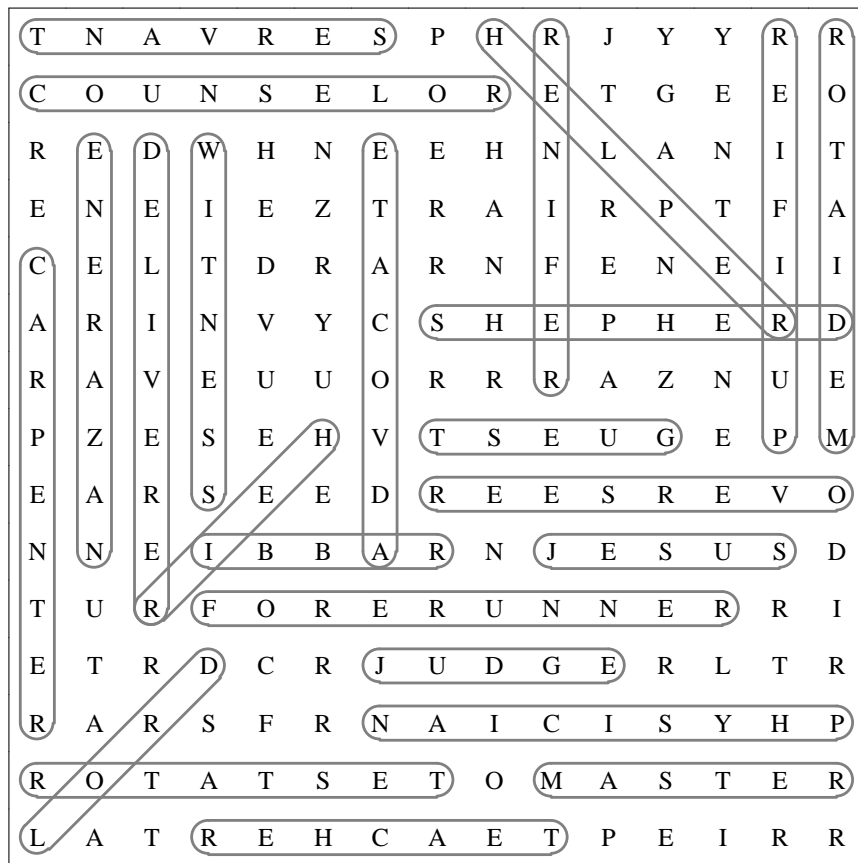 T N A V R E S P H R J Y Y R R
C O U N S E L O R E T G E E O
R E D W H N E E H N L A N I T
E N E I E Z T R A I R P T F A
C E L T D R A R N F E N E I I
A R I N V Y C S H E P H E R D
R A V E U U O R R R A Z N U E
P Z E S E H V T S E U G E P M
E A R S E E D R E E S R E V O
N N E I B B A R N J E S U S D
T U R F O R E R U N N E R R I
E T R D C R J U D G E R L T R
R A R S F R N A I C I S Y H P
R O T A T S E T O M A S T E R
L A T R E H C A E T P E I R R